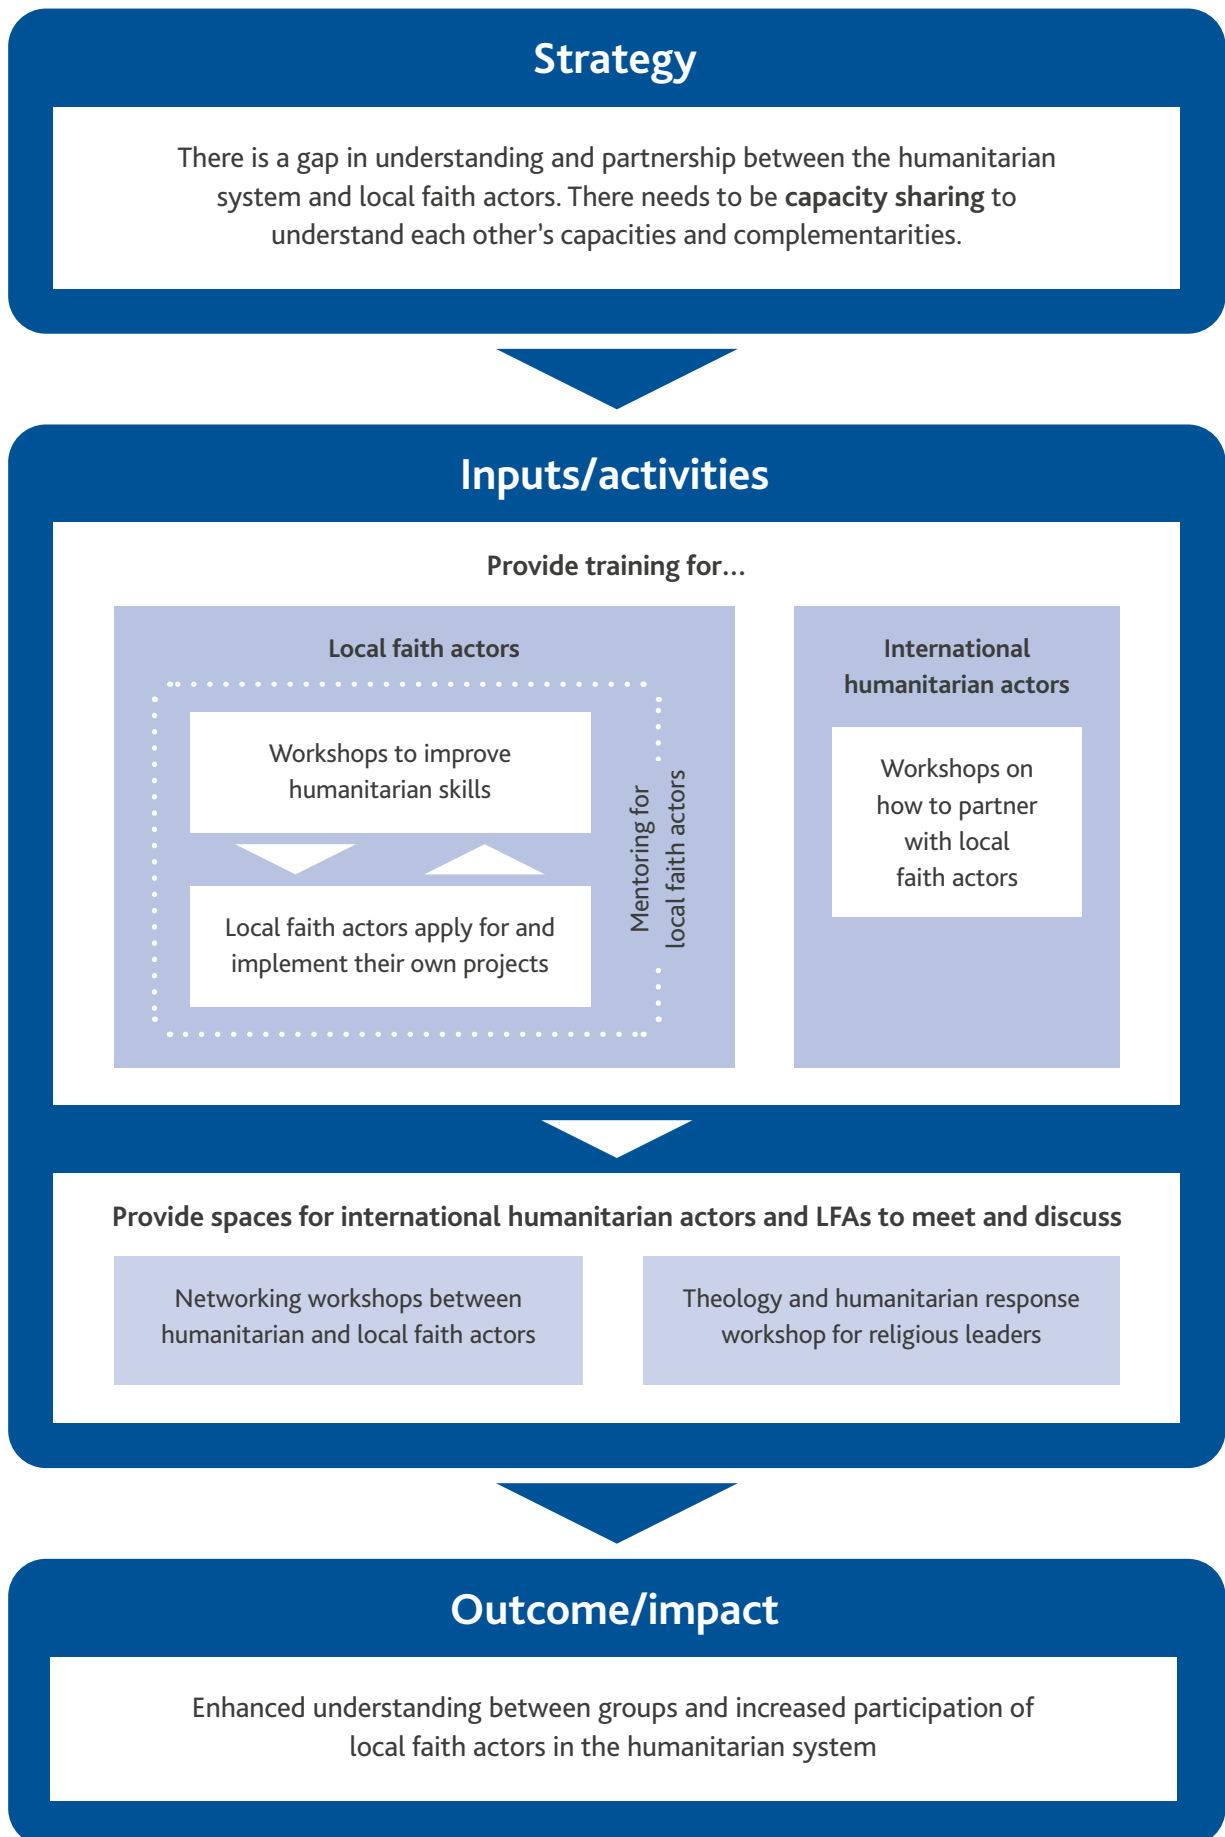 Strategy
There is a gap in understanding and partnership between the humanitarian
system and local faith actors. There needs to be capacity sharing to
understand each other’s capacities and complementarities.
Inputs/activities
Provide training for…
Local faith actors
Workshops to improve
humanitarian skills
Local faith actors apply for and
implement their own projects
Mentoring for
local faith actors
International
humanitarian actors
Workshops on
how to partner
with local
faith actors
Provide spaces for international humanitarian actors and LFAs to meet and discuss
Networking workshops between
humanitarian and local faith actors
Theology and humanitarian response
workshop for religious leaders
Outcome/impact
Enhanced understanding between groups and increased participation of
local faith actors in the humanitarian system